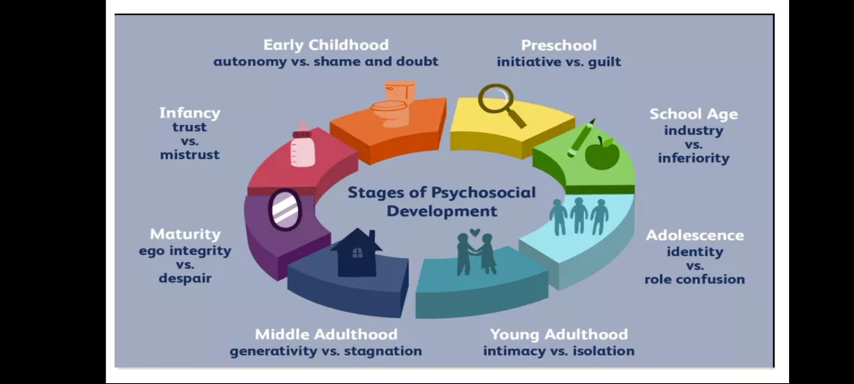 Early Childhood
autonomy vs. shame and doubt
Preschool
initiative vs. guilt
Infancy
trust
vs.
mistrust
School Age
industry
vs.
inferiority
Stages of Psychosocial
Development
Maturity
ego integrity
vs.
despair
Adolescence
identity
vs.
role confusion
Middle Adulthood
generativity vs. stagnation
Young Adulthood
intimacy vs. isolation